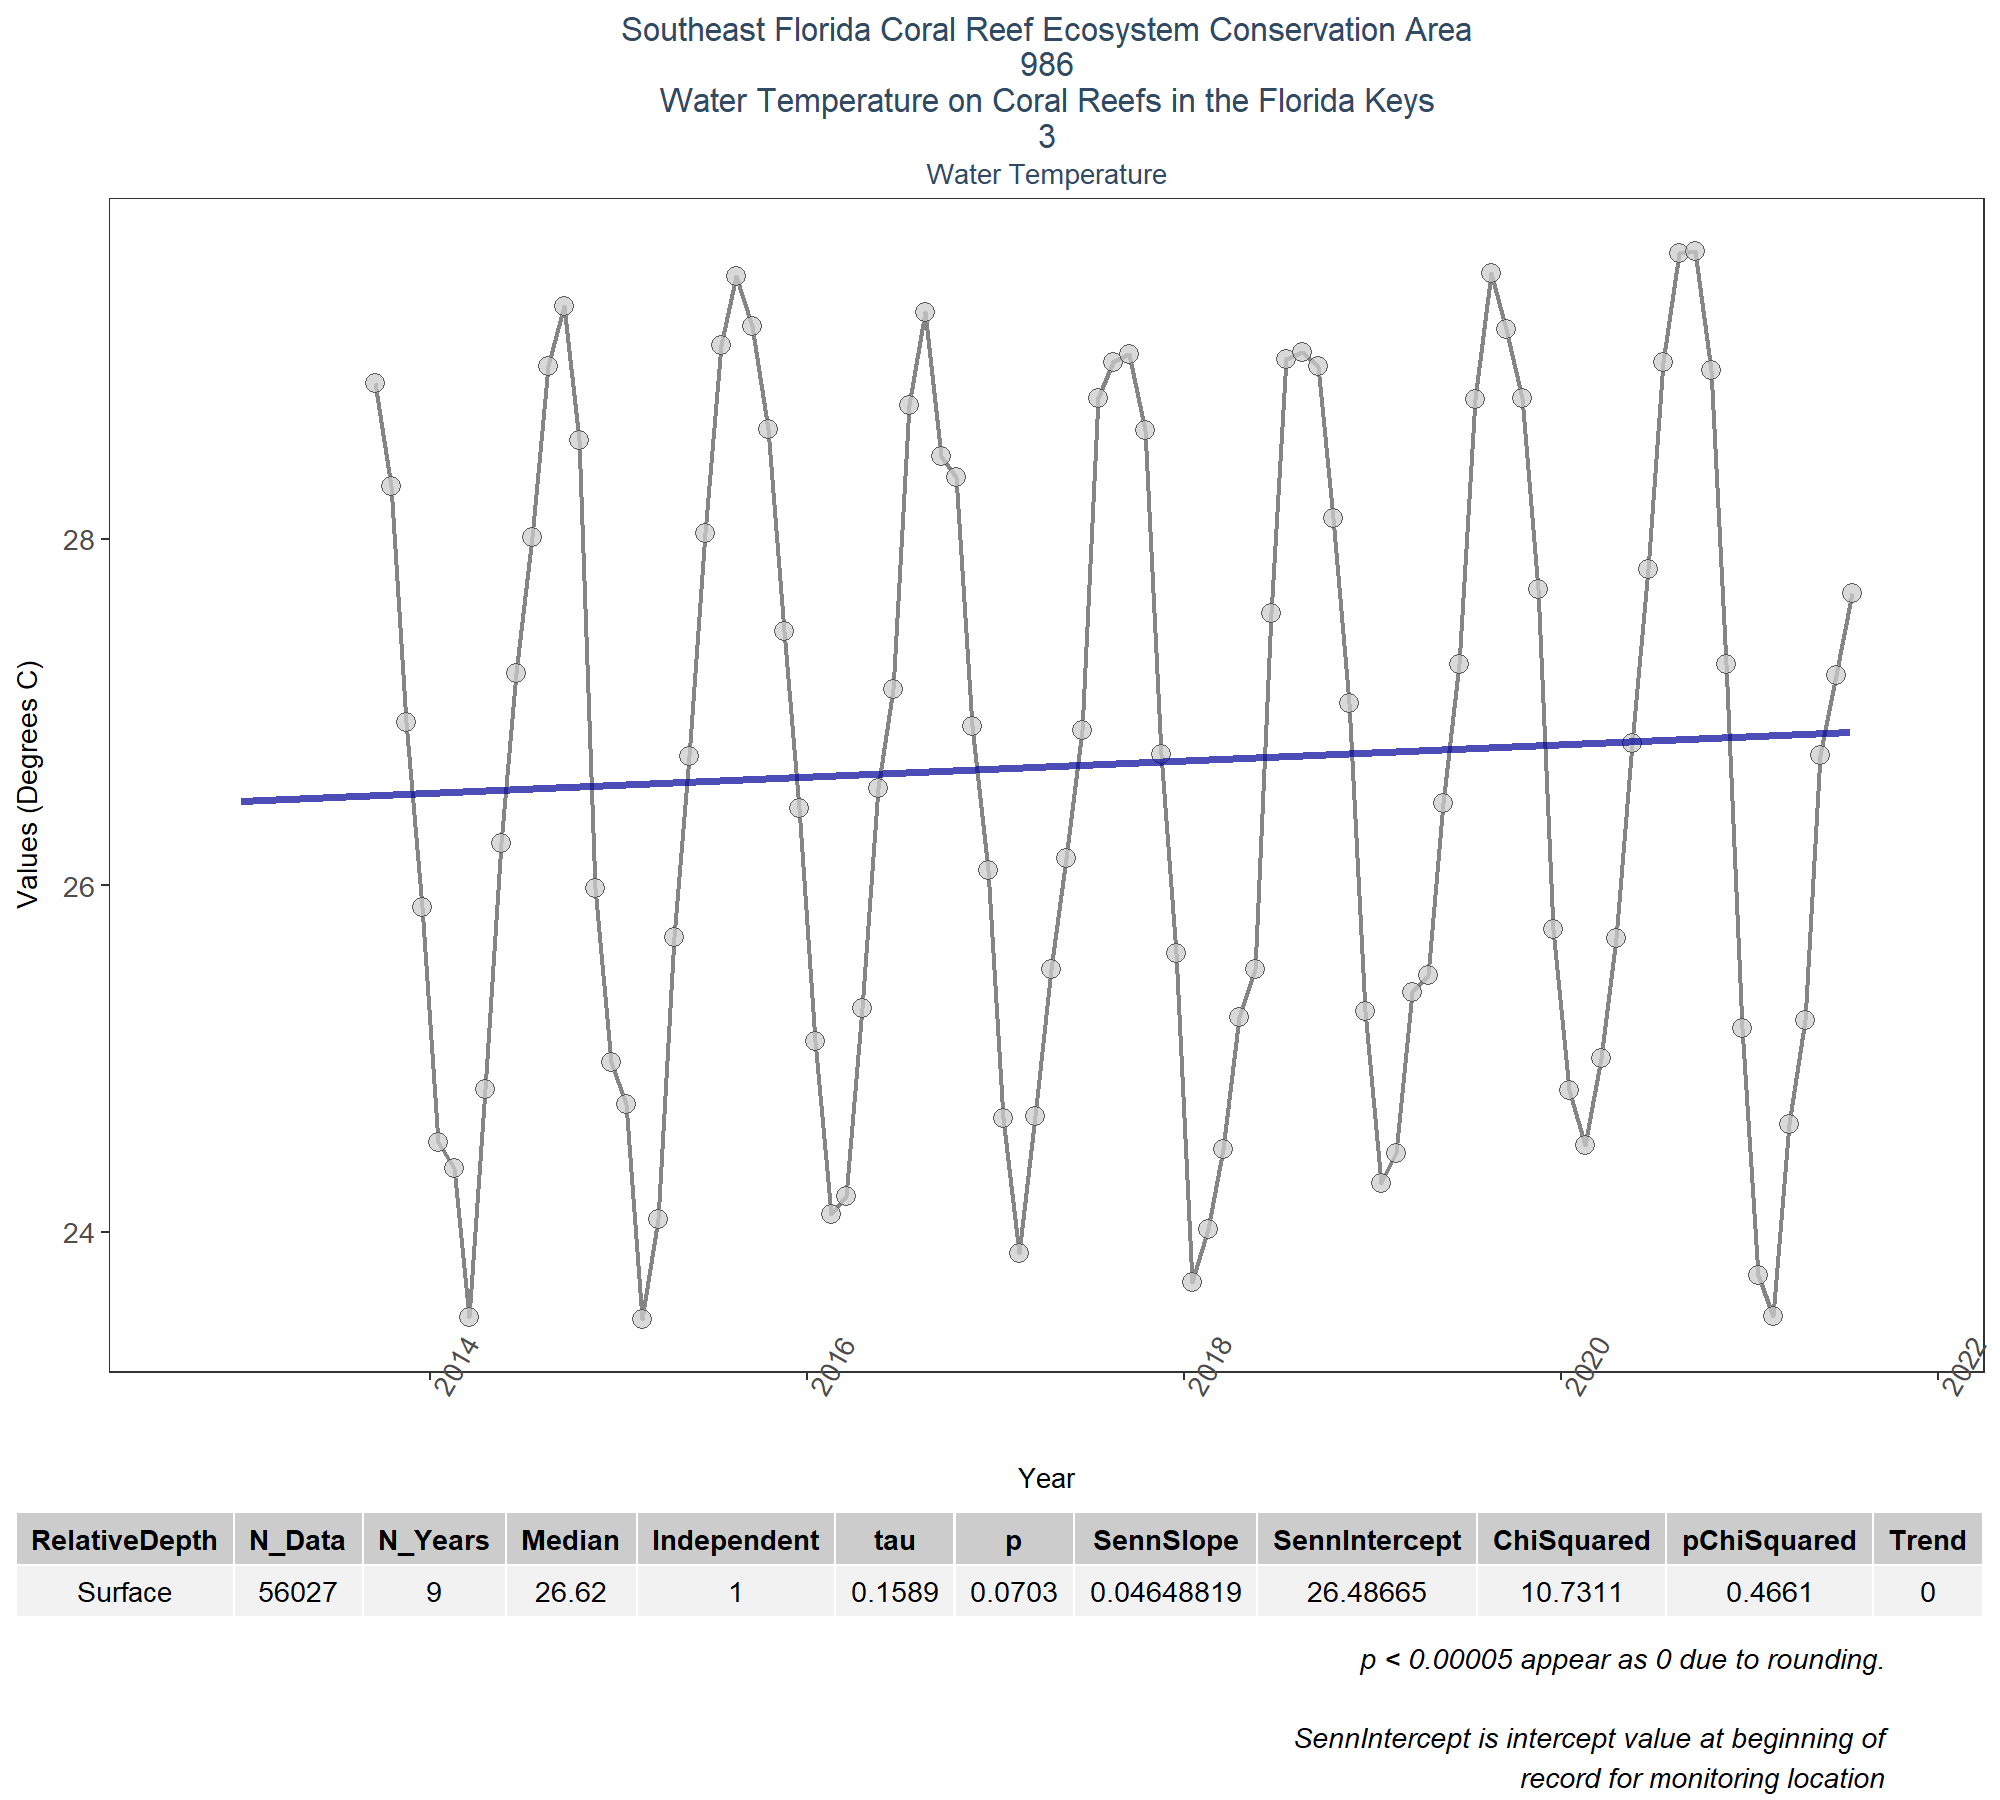 Southeast Florida Coral Reef Ecosystem Conservation Area
986
Water Temperature on Coral Reefs in the Florida Keys
3
Water Temperature
Values (Degrees C)
28
26
24
2014
2016
2018
2020
2022
Year
RelativeDepth N_Data N_Years Median Independent tau p SennSlope SennIntercept ChiSquared pChiSquared Trend
Surface 56027 9 26.62 1 0.1589 0.0703 0.04648819 26.48665 10.7311 0.4661 0
p < 0.00005 appear as 0 due to rounding.
SennIntercept is intercept value at beginning of
record for monitoring location